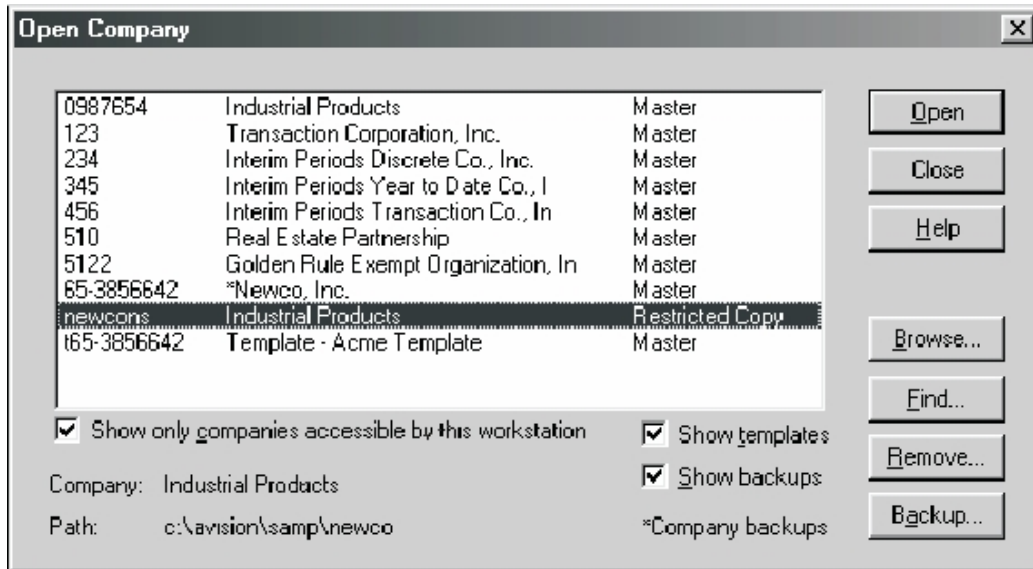 Open Company
0987654 Industrial Products Master
123 Transaction Corporation, Inc. Master
234 Interim Periods Discrete Co., Inc. Master
345 Interim Periods Year to Date Co., I Master
456 Interim Periods Transaction Co., In Master
510 Real Estate Partnership Master
5122 Golden Rule Exempt Organization, In Master
65-3856642 *Newco, Inc. Master
newcons Industrial Products Restricted Copy
t65-3856642 Template - Acme Template Master
Show only companies accessible by this workstation
Show templates
Show backups
Company: Industrial Products
Path: c:\avision\samp\newco
*Company backups
Open
Close
Help
Browse...
Find...
Remove...
Backup...